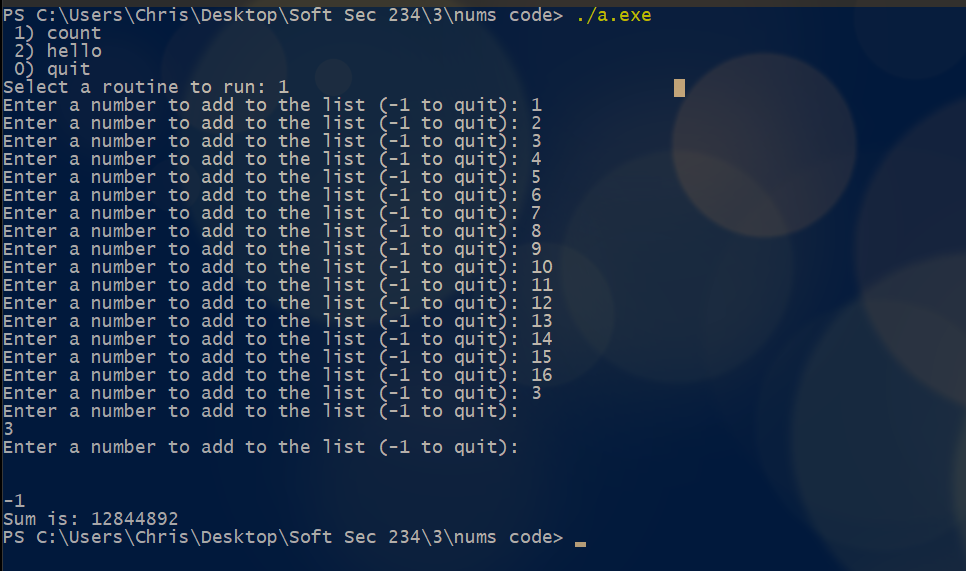 PS C:\Users\Chris\Desktop\Soft Sec 234\3\nums code> ./a.exe
1) count
2) hello
0) quit
Select a routine to run: 1
Enter a number to add to the list (-1 to quit): 1
Enter a number to add to the list (-1 to quit): 2
Enter a number to add to the list (-1 to quit): 3
Enter a number to add to the list (-1 to quit): 4
Enter a number to add to the list (-1 to quit): 5
Enter a number to add to the list (-1 to quit): 6
Enter a number to add to the list (-1 to quit): 7
Enter a number to add to the list (-1 to quit): 8
Enter a number to add to the list (-1 to quit): 9
Enter a number to add to the list (-1 to quit): 10
Enter a number to add to the list (-1 to quit): 11
Enter a number to add to the list (-1 to quit): 12
Enter a number to add to the list (-1 to quit): 13
Enter a number to add to the list (-1 to quit): 14
Enter a number to add to the list (-1 to quit): 15
Enter a number to add to the list (-1 to quit): 16
Enter a number to add to the list (-1 to quit): 3
Enter a number to add to the list (-1 to quit):
3
Enter a number to add to the list (-1 to quit):
-1
Sum is: 12844892
PS C:\Users\Chris\Desktop\Soft Sec 234\3\nums code>